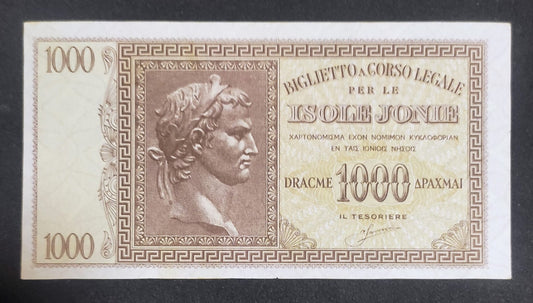 1000
BIGLIETTO A CORSO LEGALE
PER LE
ISOLE JONIE
ΧΑΡΤΟΝΟΜΙΣΜΑ ΕΧΟΝ ΝΟΜΙΜΟΝ ΚΥΚΛΟΦΟΡΙΑΝ
ΕΝ ΤΑΙΣ ΙΟΝΙΟΙΣ ΝΗΣΟΙΣ
DRACME 1000 ΔΡΑΧΜΑΙ
IL TESORIERE
1000